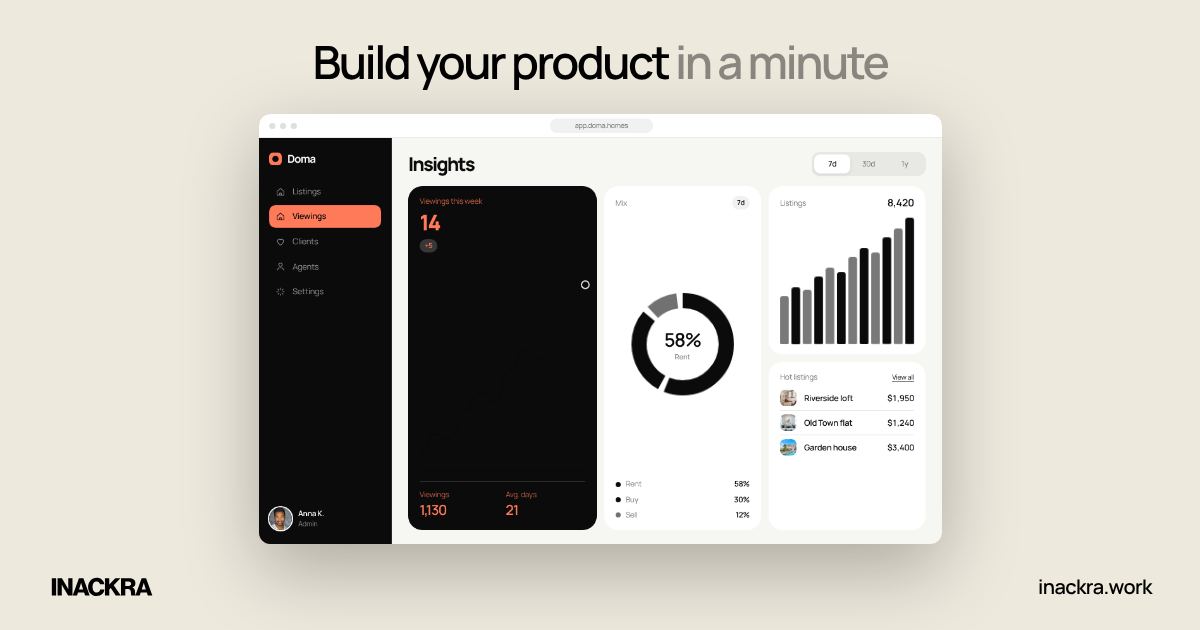 Build your product in a minute
app.doma.homes
Doma
Listings
Viewings
Clients
Agents
Settings
Anna K.
Admin
Insights
7d 30d 1y
Viewings this week
14
+5
Viewings Avg. days
1,130 21
Mix 7d
58%
Rent
Rent 58%
Buy 30%
Sell 12%
Listings 8,420
Hot listings View all
Riverside loft $1,950
Old Town flat $1,240
Garden house $3,400
INACKRA
inackra.work